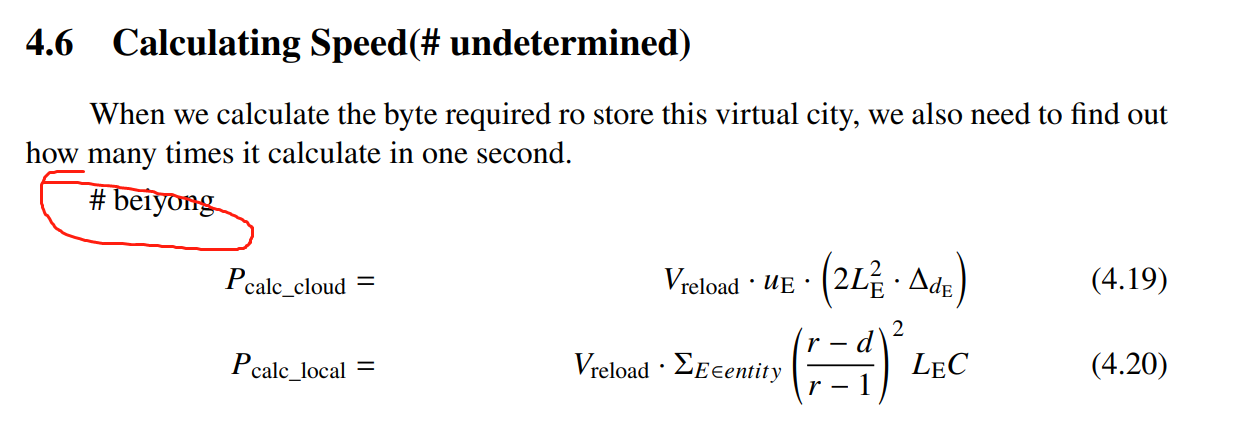 4.6 Calculating Speed(# undetermined)
When we calculate the byte required ro store this virtual city, we also need to find out
how many times it calculate in one second.
# beiyong
P_calc_cloud = V_reload · u_E · (2L_E^2 · Δ_{d_E}) (4.19)
P_calc_local = V_reload · Σ_{E∈entity} ((r − d)/(r − 1))^2 L_E C (4.20)